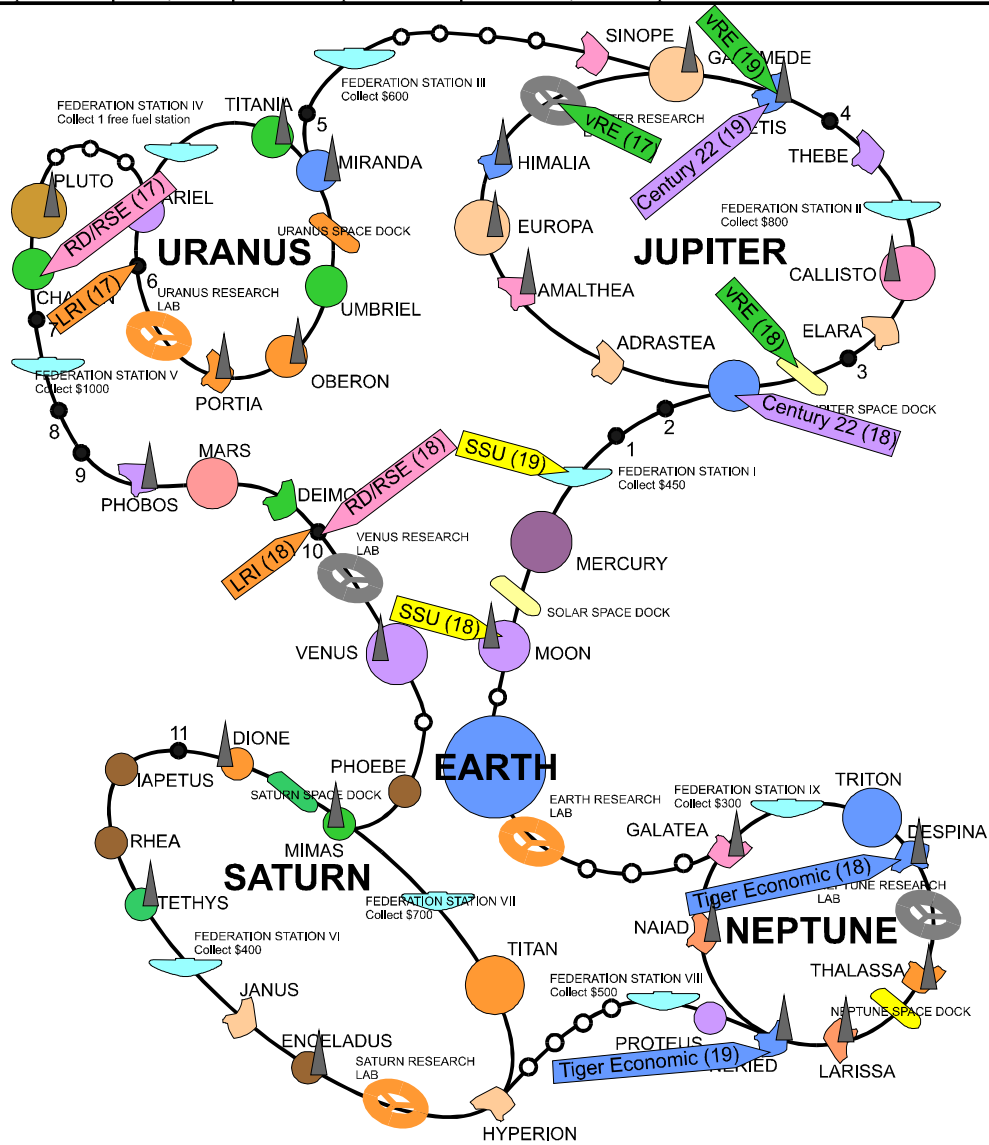 SINOPE
FEDERATION STATION III
Collect $600
vRE (19)
FEDERATION STATION IV
Collect 1 free fuel station
TITANIA
5
4
THEBE
vRE (17)
Century 22 (19)
MIRANDA
HIMALIA
PLUTO
RD/RSE (17)
ARIEL
FEDERATION STATION II
Collect $800
URANUS SPACE DOCK
EUROPA
URANUS
JUPITER
6
LRI (17)
URANUS RESEARCH
LAB
CALLISTO
AMALTHEA
vRE (18)
UMBRIEL
7
ELARA
ADRASTEA
3
FEDERATION STATION V
Collect $1000
OBERON
PORTIA
8
2
Century 22 (18)
1
MARS
9
RD/RSE (18)
SSU (19)
FEDERATION STATION I
Collect $450
PHOBOS
VENUS RESEARCH
LAB
10
LRI (18)
MERCURY
SOLAR SPACE DOCK
SSU (18)
VENUS
MOON
11
DIONE
PHOEBE
EARTH
IAPETUS
SATURN SPACE DOCK
EARTH RESEARCH
LAB
FEDERATION STATION IX
Collect $300
TRITON
GALATEA
DESPINA
RHEA
MIMAS
SATURN
Tiger Economic (18)
LAB
TETHYS
FEDERATION STATION VII
Collect $700
NAIAD
NEPTUNE
FEDERATION STATION VI
Collect $400
TITAN
THALASSA
FEDERATION STATION VIII
Collect $500
JANUS
NEPTUNE SPACE DOCK
ENCELADUS
PROTEUS
Tiger Economic (19)
SATURN RESEARCH
LAB
LARISSA
HYPERION